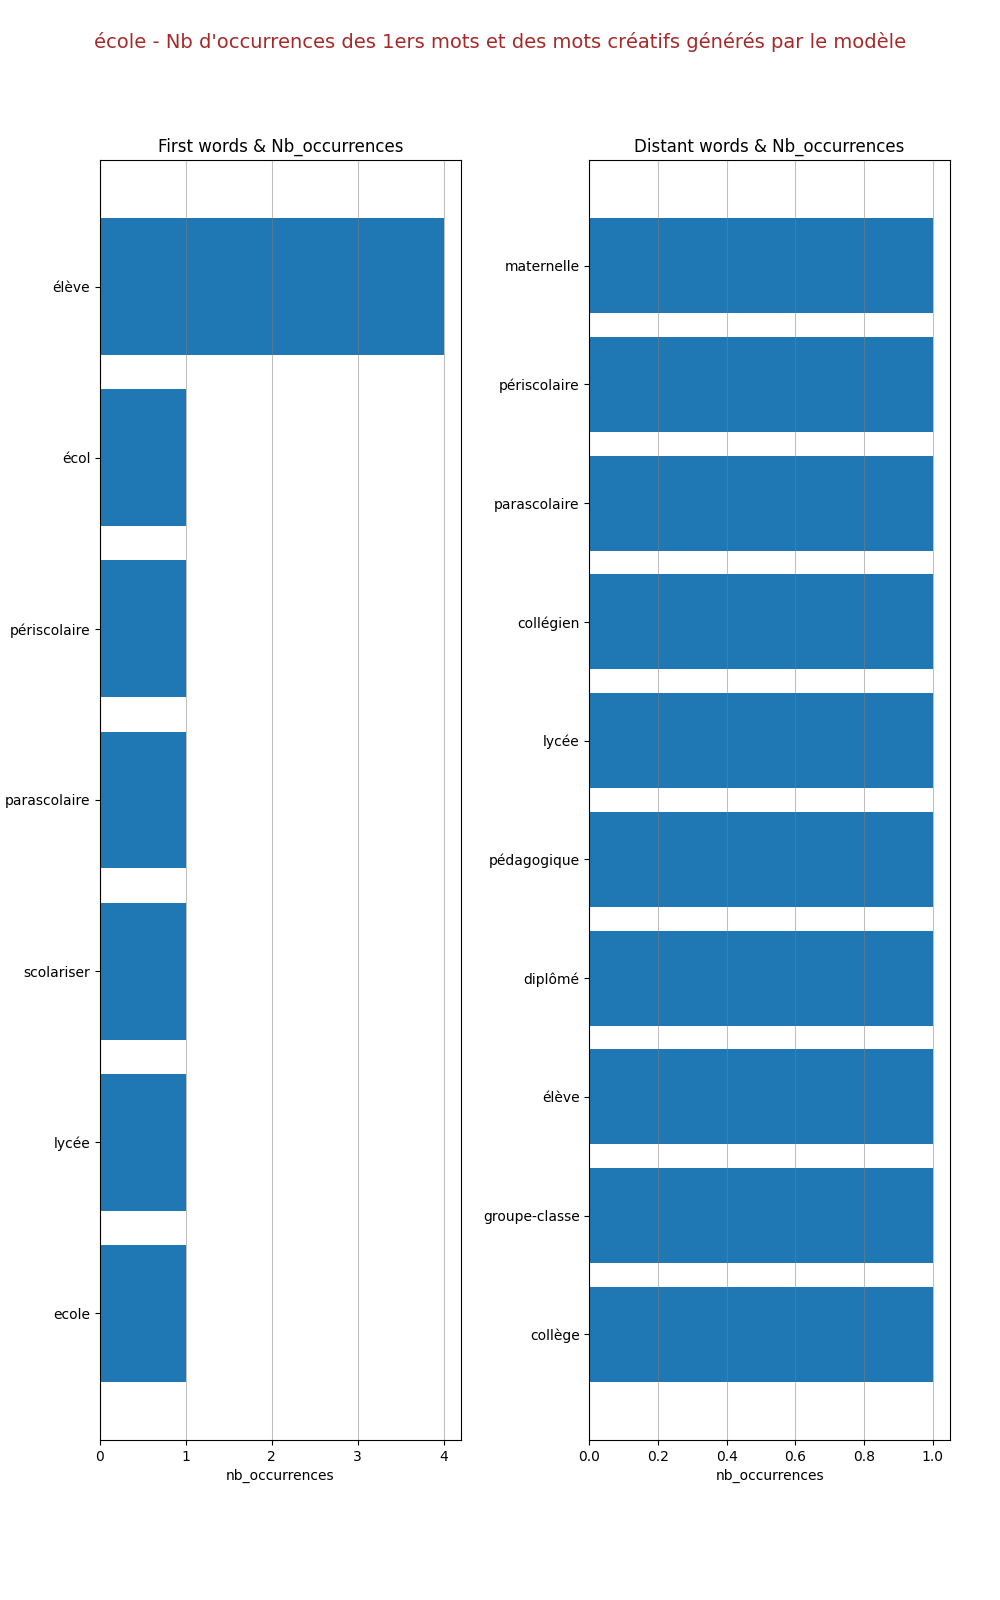 école - Nb d'occurrences des 1ers mots et des mots créatifs générés par le modèle
First words & Nb_occurrences
élève
écol
périscolaire
parascolaire
scolariser
lycée
ecole
0 1 2 3 4
nb_occurrences
Distant words & Nb_occurrences
maternelle
périscolaire
parascolaire
collégien
lycée
pédagogique
diplômé
élève
groupe-classe
collège
0.0 0.2 0.4 0.6 0.8 1.0
nb_occurrences